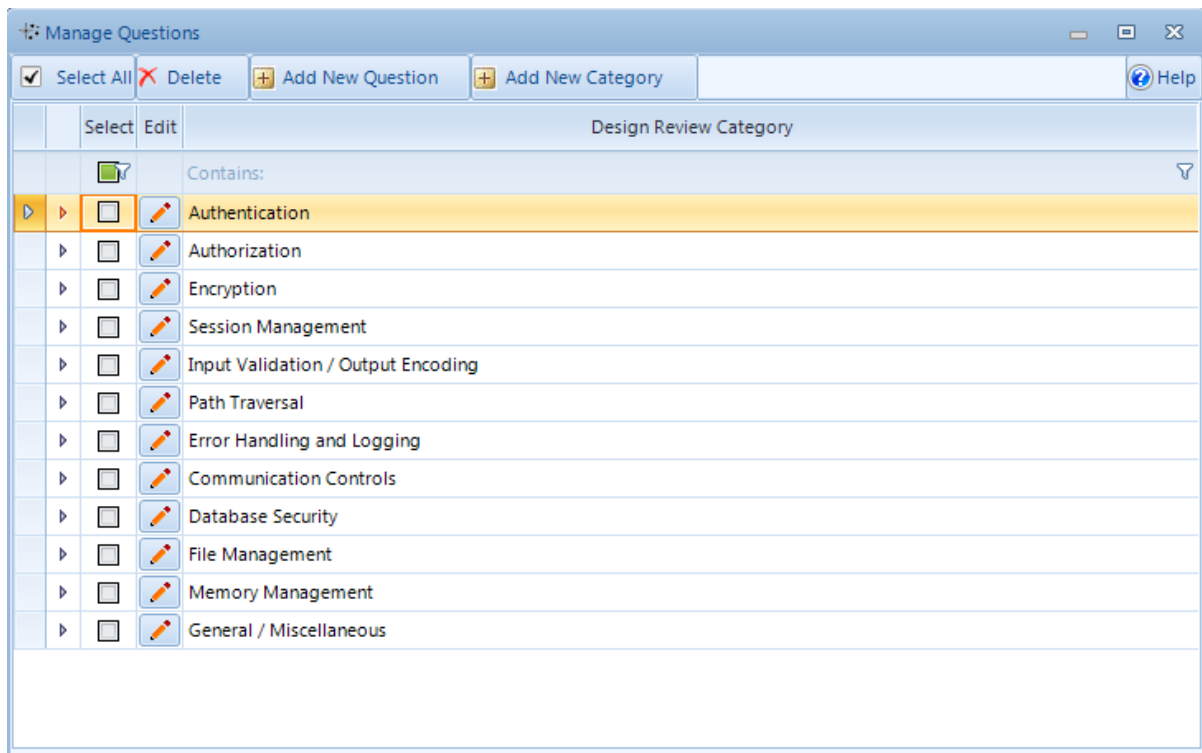 Manage Questions
Select All Delete Add New Question Add New Category Help
Select Edit Design Review Category
Contains:
Authentication
Authorization
Encryption
Session Management
Input Validation / Output Encoding
Path Traversal
Error Handling and Logging
Communication Controls
Database Security
File Management
Memory Management
General / Miscellaneous